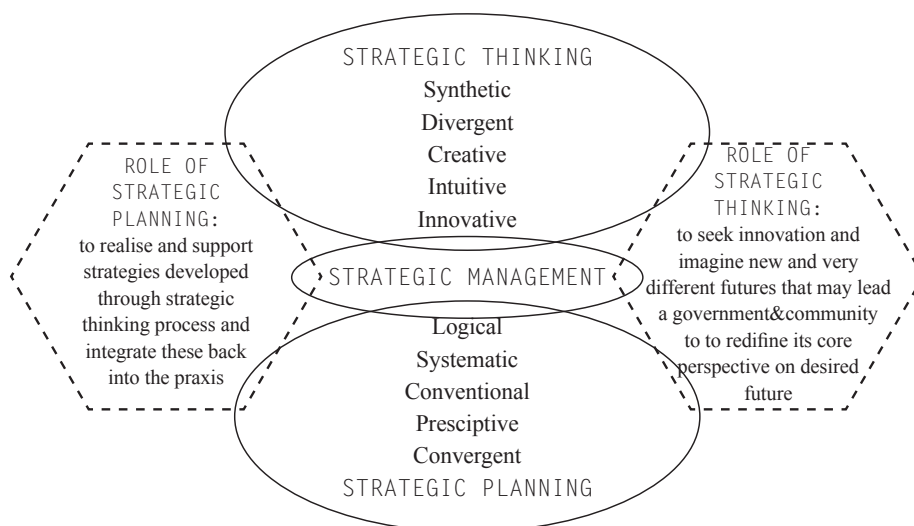 STRATEGIC THINKING
Synthetic
Divergent
Creative
Intuitive
Innovative
ROLE OF
STRATEGIC
PLANNING:
to realise and support
strategies developed
through strategic
thinking process and
integrate these back
into the praxis
STRATEGIC MANAGEMENT
ROLE OF
STRATEGIC
THINKING:
to seek innovation and
imagine new and very
different futures that may lead
a government&community
to to redifine its core
perspective on desired
future
Logical
Systematic
Conventional
Presciptive
Convergent
STRATEGIC PLANNING